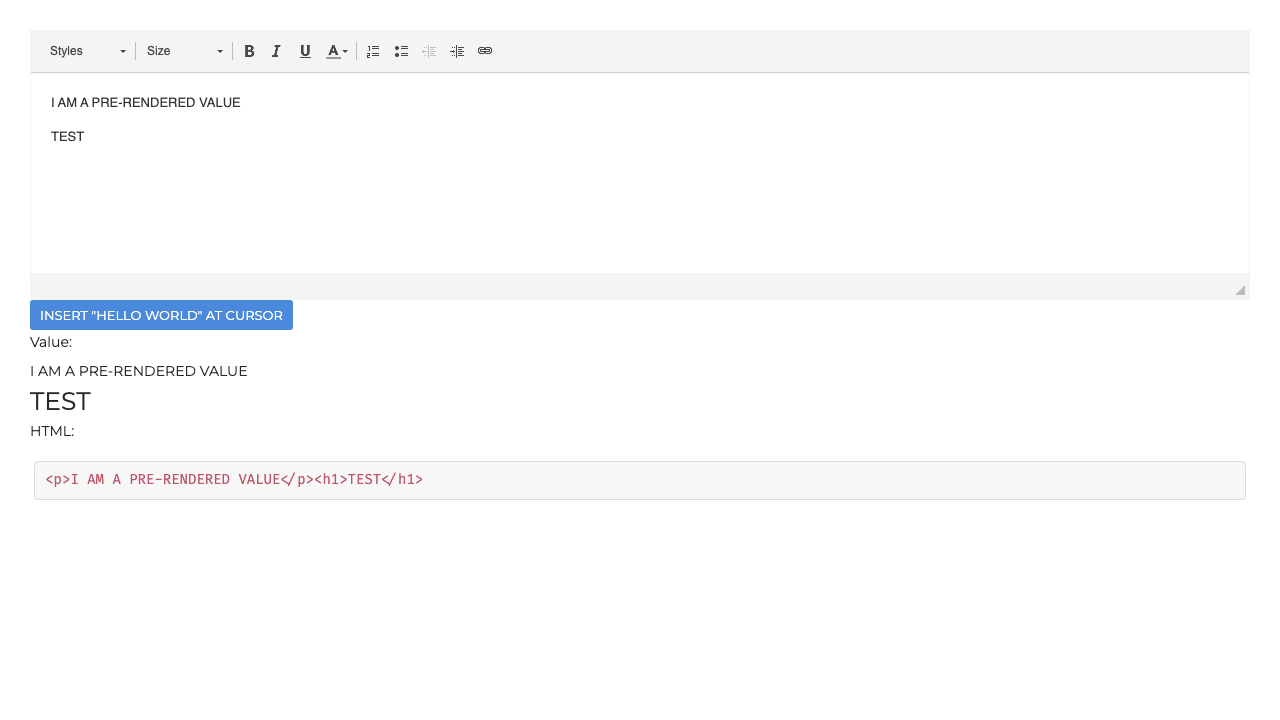 Styles Size B I U A
I AM A PRE-RENDERED VALUE
TEST
INSERT "HELLO WORLD" AT CURSOR
Value:
I AM A PRE-RENDERED VALUE
TEST
HTML:
<p>I AM A PRE-RENDERED VALUE</p><h1>TEST</h1>